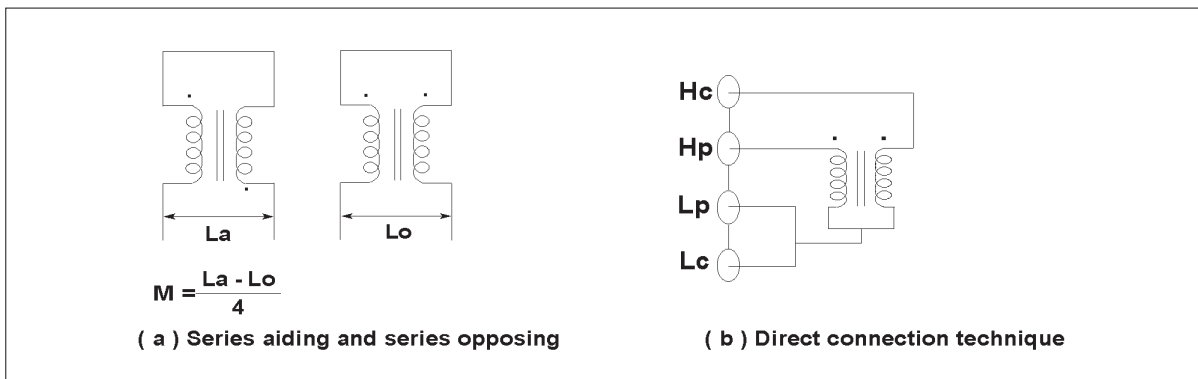 La
Lo
M = La - Lo
4
( a ) Series aiding and series opposing
Hc
Hp
Lp
Lc
( b ) Direct connection technique